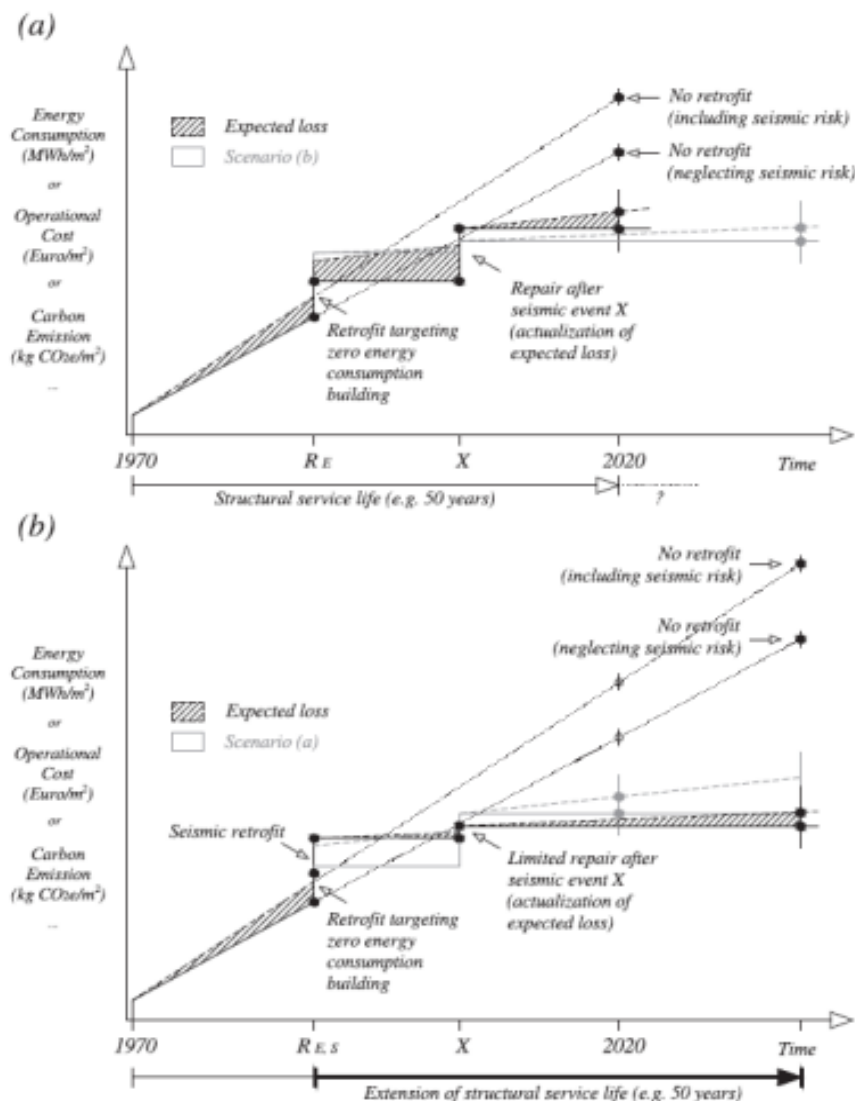 (a)
Energy
Consumption
(MWh/m²)
or
Operational
Cost
(Euro/m²)
or
Carbon
Emission
(kg CO2e/m²)
...
Expected loss
Scenario (b)
No retrofit
(including seismic risk)
No retrofit
(neglecting seismic risk)
Retrofit targeting
zero energy
consumption
building
Repair after
seismic event X
(actualization of
expected loss)
1970
RE
X
2020
Time
Structural service life (e.g. 50 years)
?
(b)
Energy
Consumption
(MWh/m²)
or
Operational
Cost
(Euro/m²)
or
Carbon
Emission
(kg CO2e/m²)
...
Expected loss
Scenario (a)
No retrofit
(including seismic risk)
No retrofit
(neglecting seismic risk)
Seismic retrofit
Retrofit targeting
zero energy
consumption
building
Limited repair after
seismic event X
(actualization of
expected loss)
1970
RE, S
X
2020
Time
Extension of structural service life (e.g. 50 years)